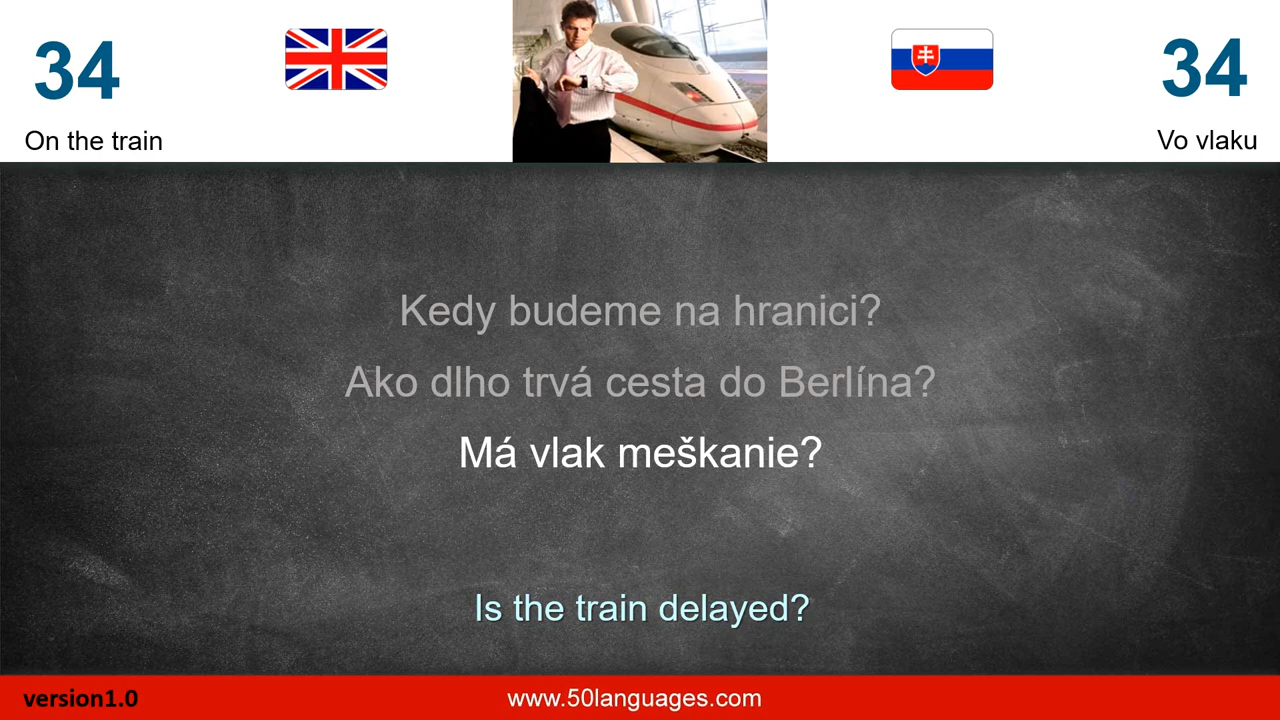 34
34
On the train
Vo vlaku
Kedy budeme na hranici?
Ako dlho trvá cesta do Berlína?
Má vlak meškanie?
Is the train delayed?
version1.0
www.50languages.com